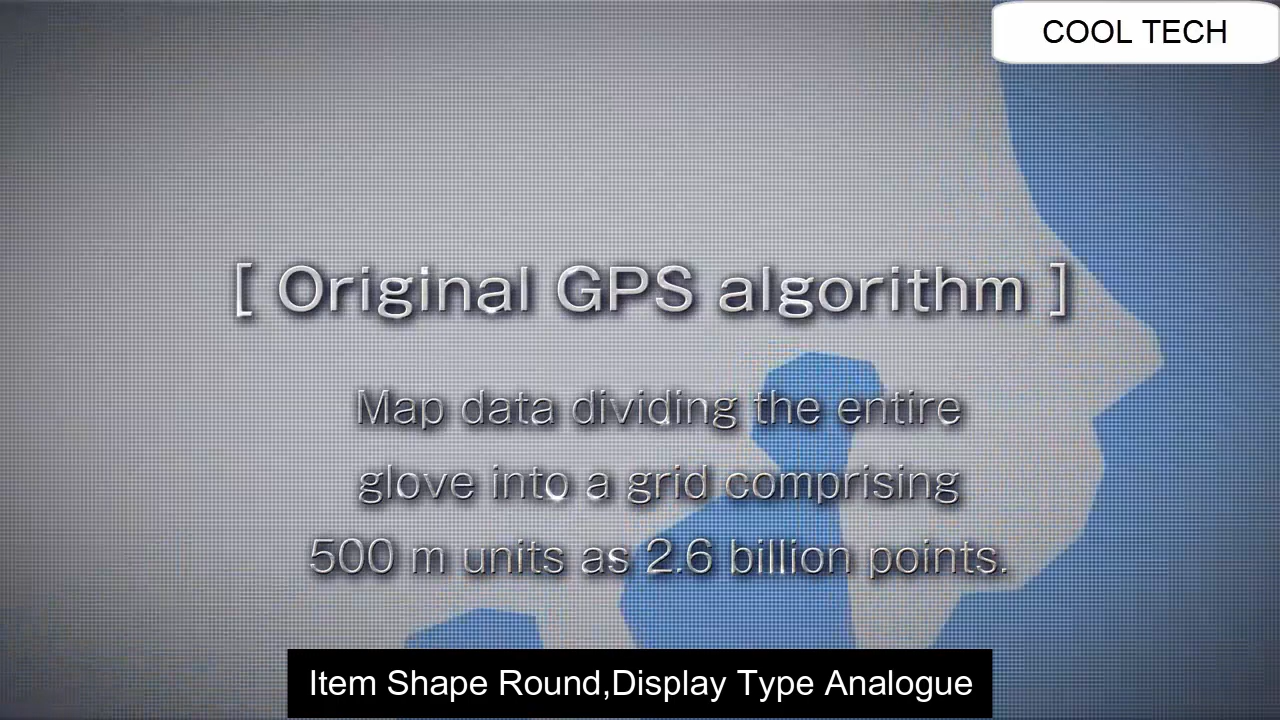 COOL TECH
[ Original GPS algorithm ]
Map data dividing the entire
glove into a grid comprising
500 m units as 2.6 billion points.
Item Shape Round,Display Type Analogue